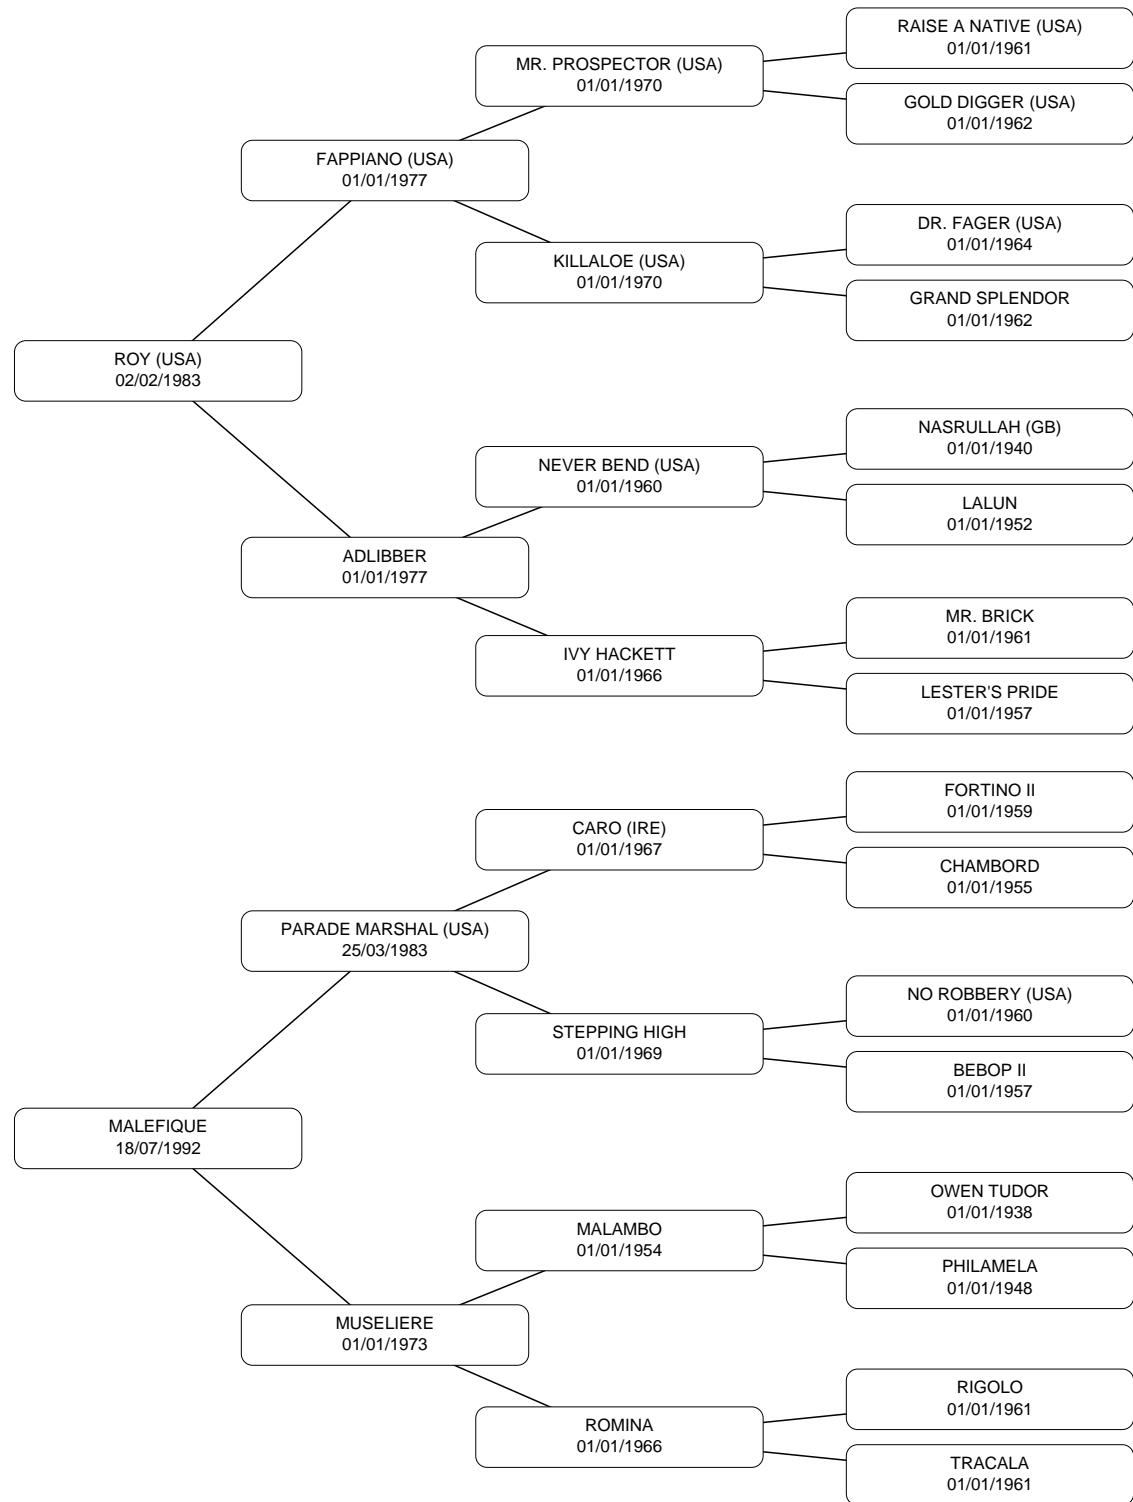 RAISE A NATIVE (USA)
01/01/1961
MR. PROSPECTOR (USA)
01/01/1970
GOLD DIGGER (USA)
01/01/1962
FAPPIANO (USA)
01/01/1977
DR. FAGER (USA)
01/01/1964
KILLALOE (USA)
01/01/1970
GRAND SPLENDOR
01/01/1962
ROY (USA)
02/02/1983
NASRULLAH (GB)
01/01/1940
NEVER BEND (USA)
01/01/1960
LALUN
01/01/1952
ADLIBBER
01/01/1977
MR. BRICK
01/01/1961
IVY HACKETT
01/01/1966
LESTER'S PRIDE
01/01/1957
FORTINO II
01/01/1959
CARO (IRE)
01/01/1967
CHAMBORD
01/01/1955
PARADE MARSHAL (USA)
25/03/1983
NO ROBBERY (USA)
01/01/1960
STEPPING HIGH
01/01/1969
BEBOP II
01/01/1957
MALEFIQUE
18/07/1992
OWEN TUDOR
01/01/1938
MALAMBO
01/01/1954
PHILAMELA
01/01/1948
MUSELIERE
01/01/1973
RIGOLO
01/01/1961
ROMINA
01/01/1966
TRACALA
01/01/1961